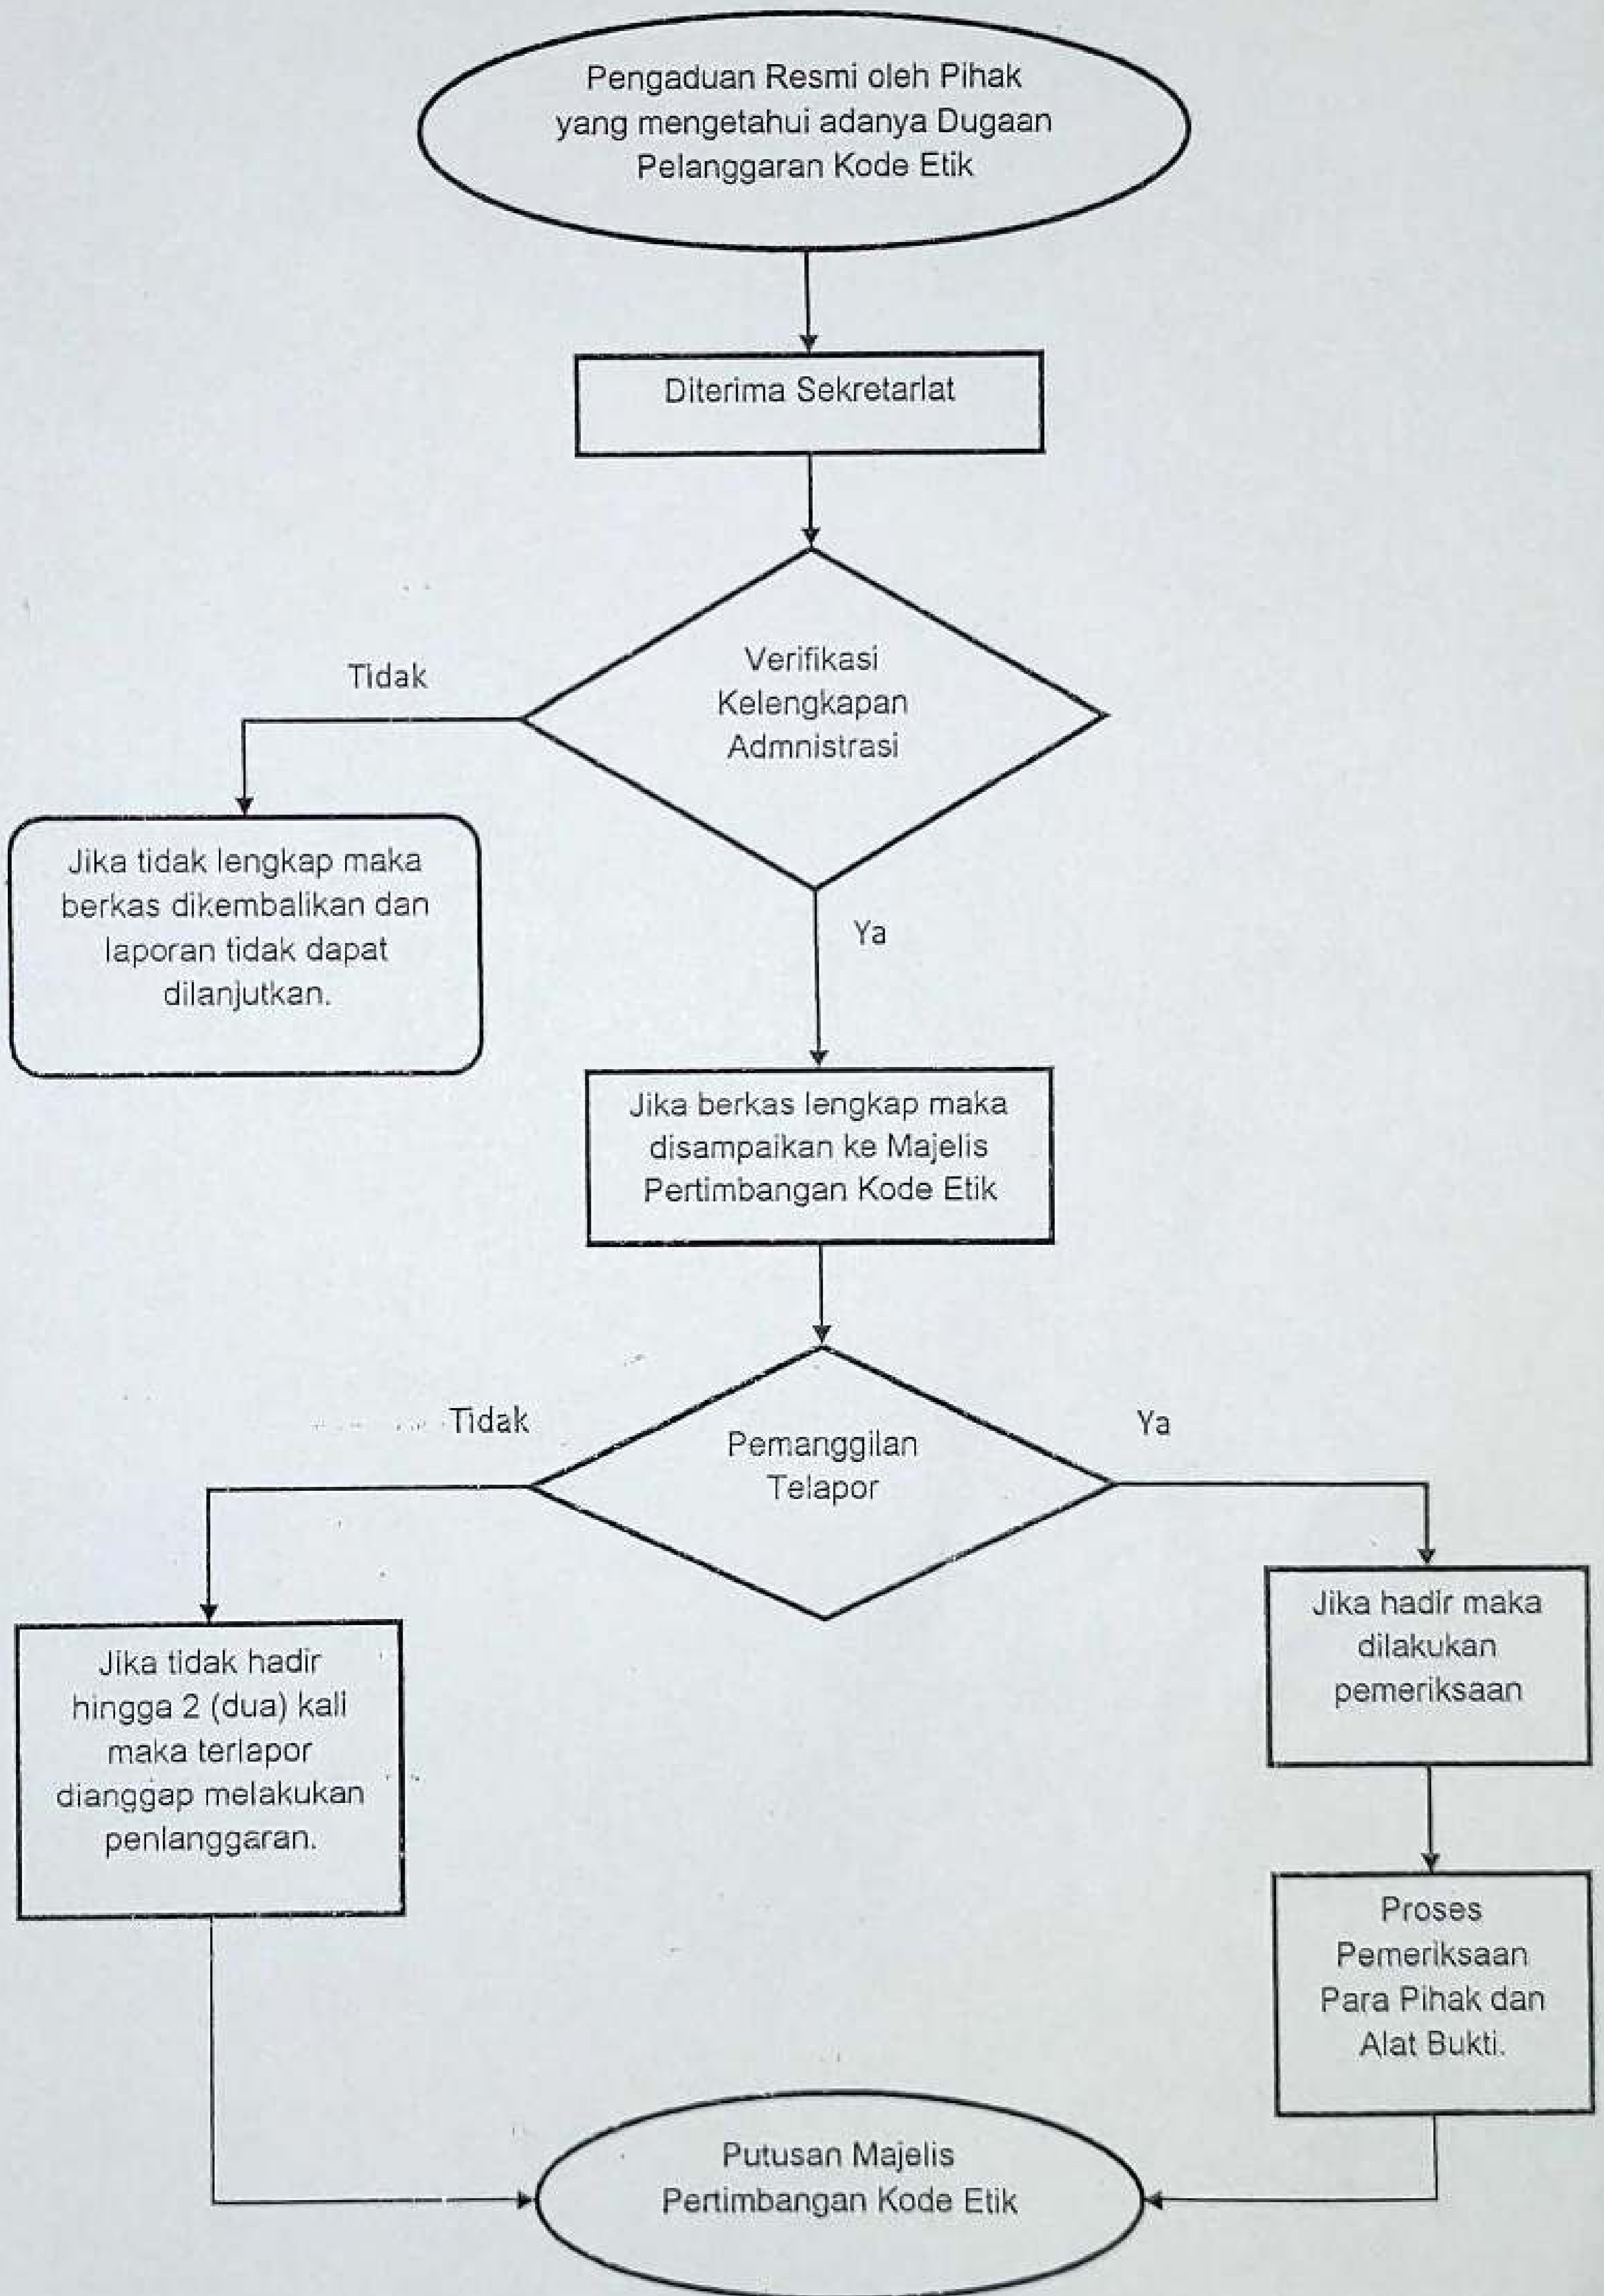 Pengaduan Resmi oleh Pihak
yang mengetahui adanya Dugaan
Pelanggaran Kode Etik
Diterima Sekretariat
Verifikasi
Kelengkapan
Admnistrasi
Tidak
Jika tidak lengkap maka
berkas dikembalikan dan
laporan tidak dapat
dilanjutkan.
Ya
Jika berkas lengkap maka
disampaikan ke Majelis
Pertimbangan Kode Etik
Pemanggilan
Telapor
Tidak
Jika tidak hadir
hingga 2 (dua) kali
maka terlapor
dianggap melakukan
penlanggaran.
Ya
Jika hadir maka
dilakukan
pemeriksaan
Proses
Pemeriksaan
Para Pihak dan
Alat Bukti.
Putusan Majelis
Pertimbangan Kode Etik